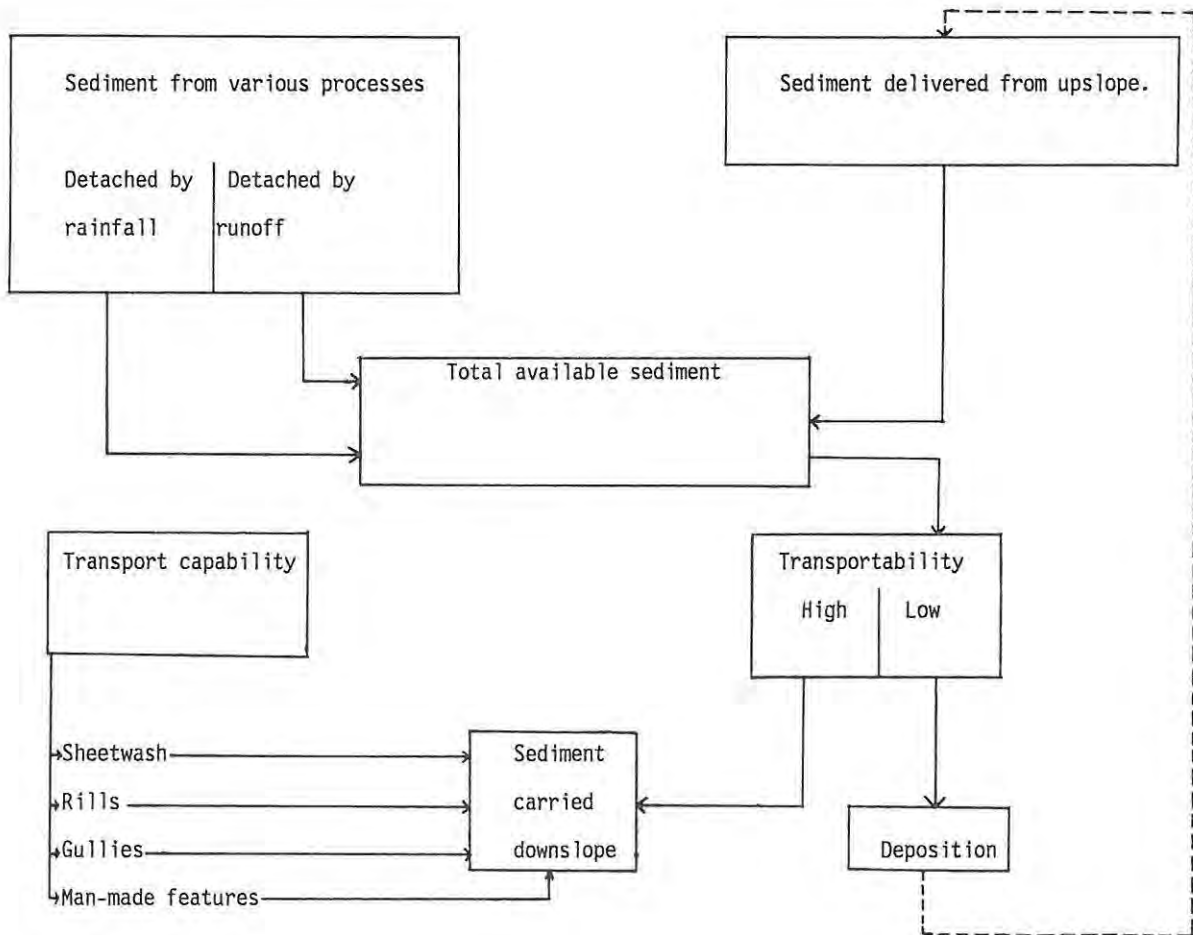 Sediment from various processes
Detached by
rainfall
Detached by
runoff
Sediment delivered from upslope.
Total available sediment
Transport capability
Transportability
High
Low
Sheetwash
Rills
Gullies
Man-made features
Sediment
carried
downslope
Deposition